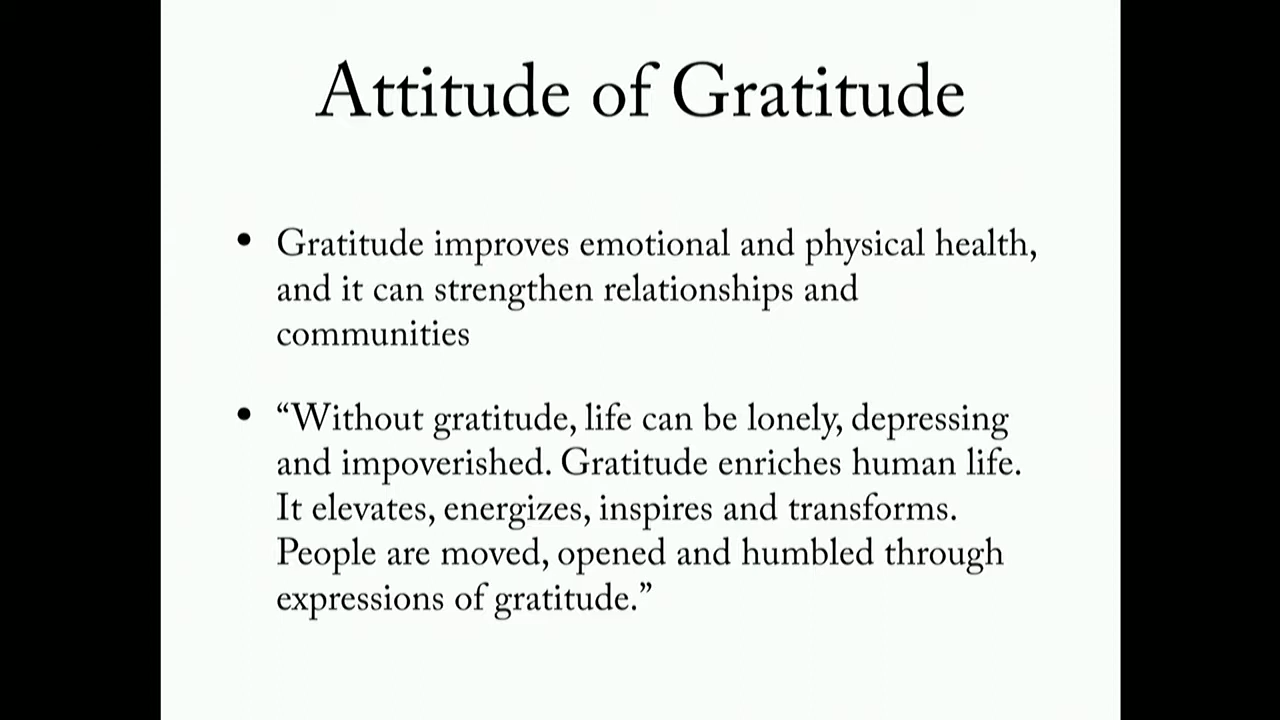 Attitude of Gratitude
• Gratitude improves emotional and physical health,
and it can strengthen relationships and
communities
• “Without gratitude, life can be lonely, depressing
and impoverished. Gratitude enriches human life.
It elevates, energizes, inspires and transforms.
People are moved, opened and humbled through
expressions of gratitude.”